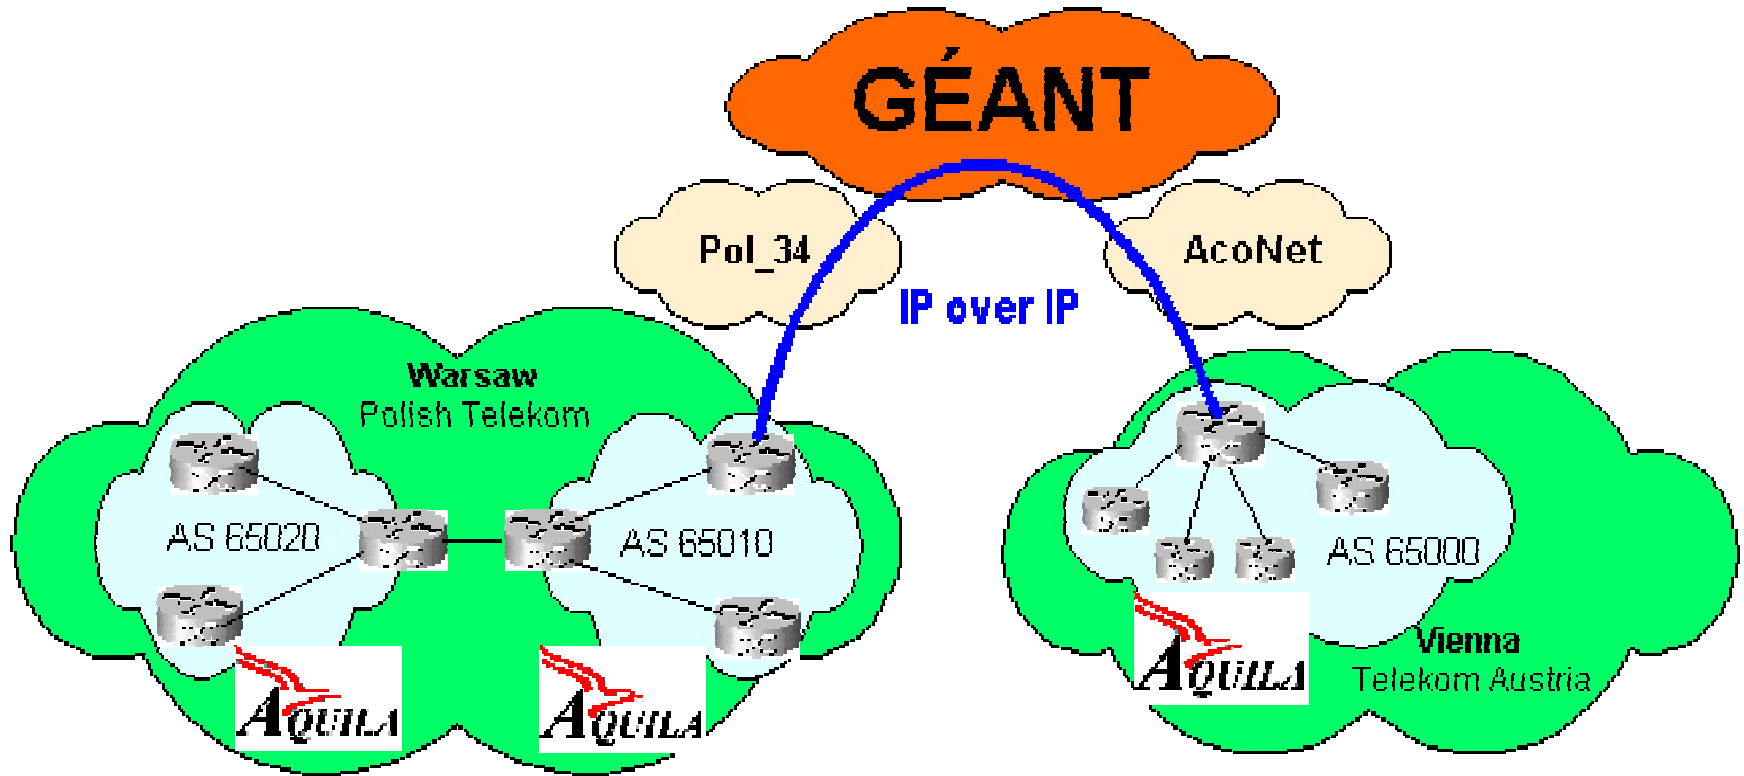 GÉANT
Pol_34
AcoNet
IP over IP
Warsaw
Polish Telekom
AS 65020
AS 65010
AS 65000
AQUILA
AQUILA
AQUILA
Vienna
Telekom Austria